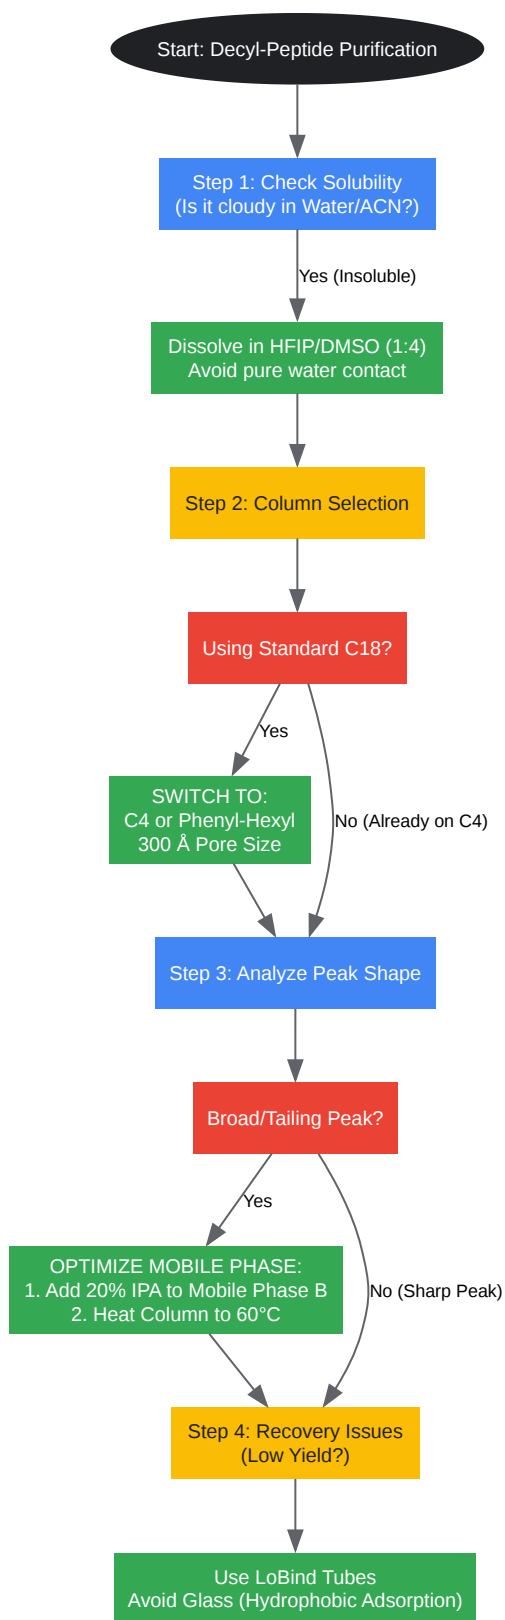 Start: Decyl-Peptide Purification
Step 1: Check Solubility
(Is it cloudy in Water/ACN?)
Yes (Insoluble)
Dissolve in HFIP/DMSO (1:4)
Avoid pure water contact
Step 2: Column Selection
Using Standard C18?
Yes
SWITCH TO:
C4 or Phenyl-Hexyl
300 Å Pore Size
No (Already on C4)
Step 3: Analyze Peak Shape
Broad/Tailing Peak?
Yes
OPTIMIZE MOBILE PHASE:
1. Add 20% IPA to Mobile Phase B
2. Heat Column to 60°C
No (Sharp Peak)
Step 4: Recovery Issues
(Low Yield?)
Use LoBind Tubes
Avoid Glass (Hydrophobic Adsorption)